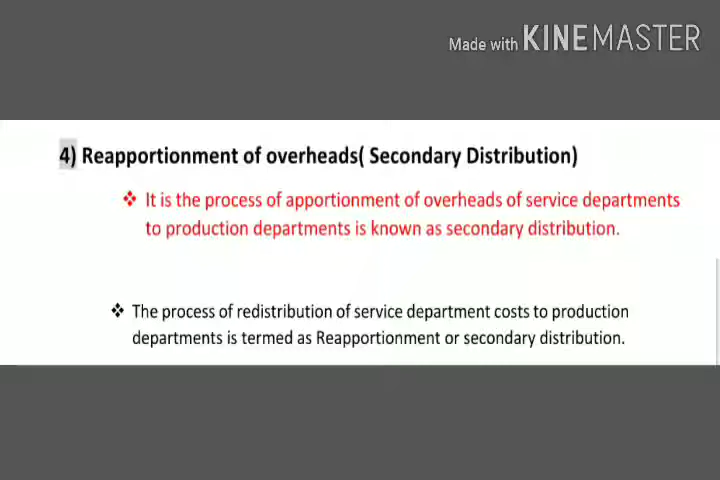 Made with KINEMASTER
4) Reapportionment of overheads( Secondary Distribution)
❖ It is the process of apportionment of overheads of service departments
to production departments is known as secondary distribution.
❖ The process of redistribution of service department costs to production
departments is termed as Reapportionment or secondary distribution.